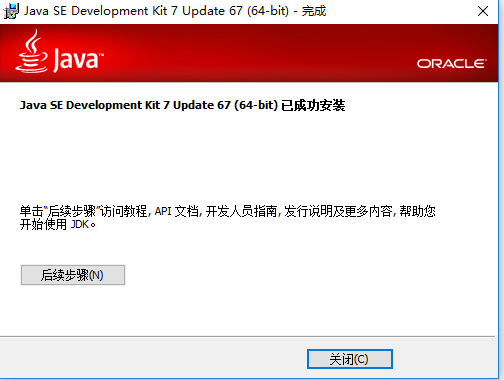 Java SE Development Kit 7 Update 67 (64-bit) - 完成
Java™
ORACLE®
Java SE Development Kit 7 Update 67 (64-bit) 已成功安装
单击“后续步骤”访问教程, API 文档, 开发人员指南, 发行说明及更多内容, 帮助您
开始使用 JDK。
后续步骤(N)
关闭(C)